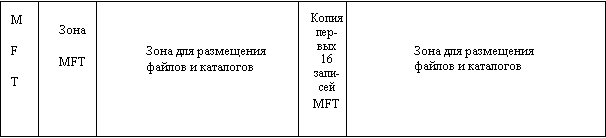 M
F
T
Зона
MFT
Зона для размещения
файлов и каталогов
Копия
пер-
вых
16
запи-
сей
MFT
Зона для размещения
файлов и каталогов